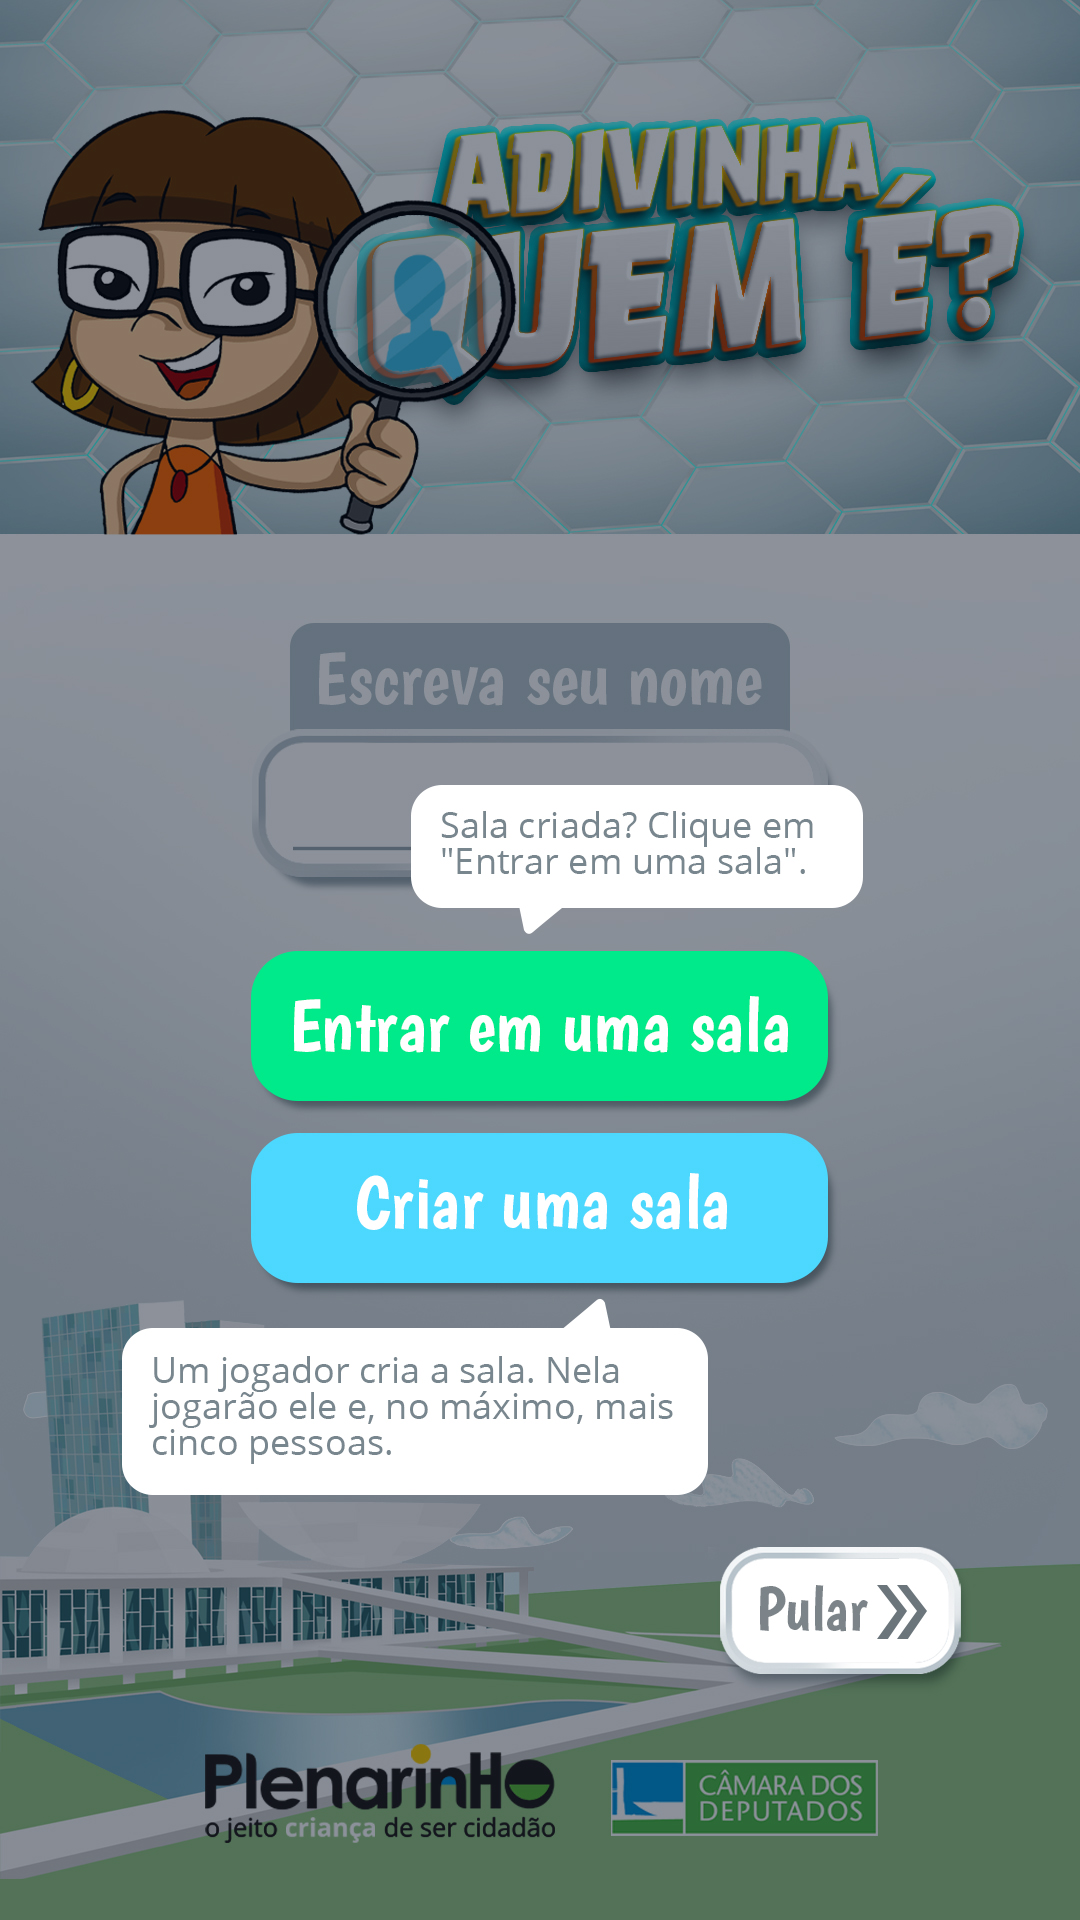 ADIVINHA
QUEM É?
Escreva seu nome
Sala criada? Clique em
"Entrar em uma sala".
Entrar em uma sala
Criar uma sala
Um jogador cria a sala. Nela
jogarão ele e, no máximo, mais
cinco pessoas.
Pular
PlenarinHo
o jeito criança de ser cidadão
CÂMARA DOS
DEPUTADOS